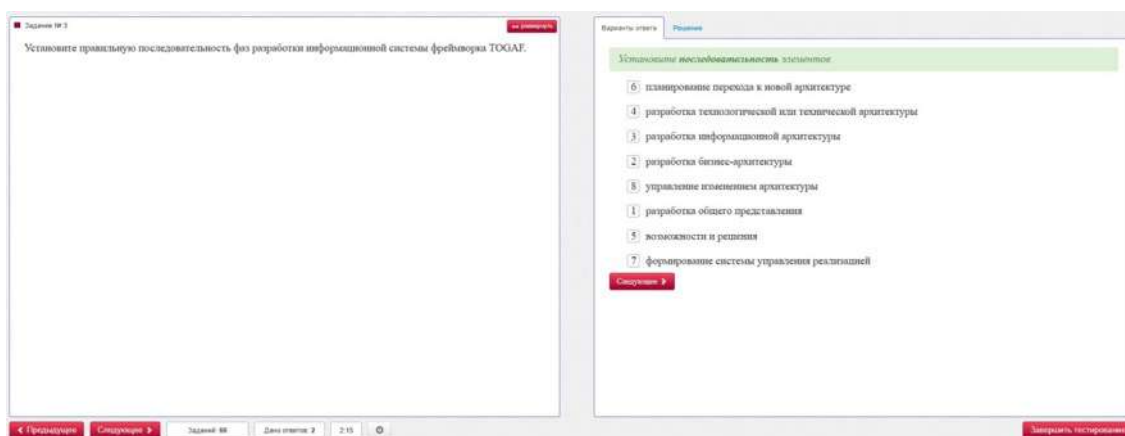 Задание № 3
развернуть
Установите правильную последовательность фаз разработки информационной системы фреймворка TOGAF.
Варианты ответа Решение
Установите последовательность элементов
6 планирование перехода к новой архитектуре
4 разработка технологической или технической архитектуры
3 разработка информационной архитектуры
2 разработка бизнес-архитектуры
8 управление изменением архитектуры
1 разработка общего представления
5 возможности и решения
7 формирование системы управления реализацией
Следующее
Предыдущее Следующее Заданий: Дано ответов: 2 2:15 Завершить тестирование